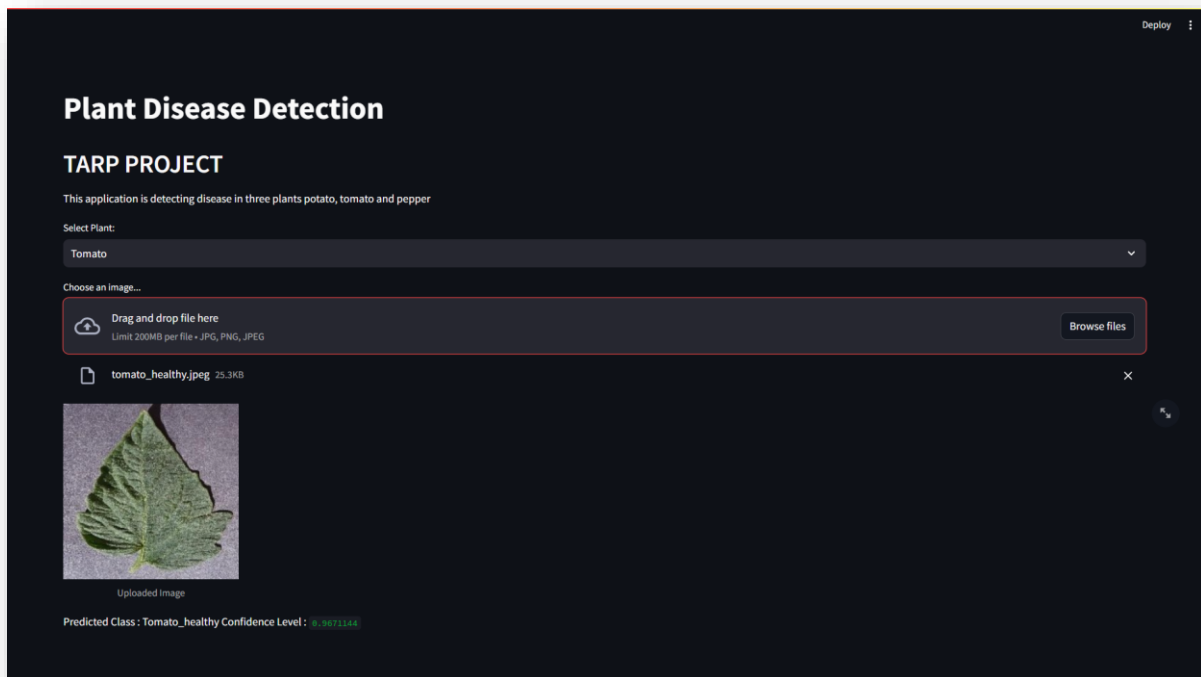 Deploy
Plant Disease Detection
TARP PROJECT
This application is detecting disease in three plants potato, tomato and pepper
Select Plant:
Tomato
Choose an image...
Drag and drop file here
Limit 200MB per file • JPG, PNG, JPEG
Browse files
tomato_healthy.jpeg 25.3KB
Uploaded Image
Predicted Class : Tomato_healthy Confidence Level : 0.9671144